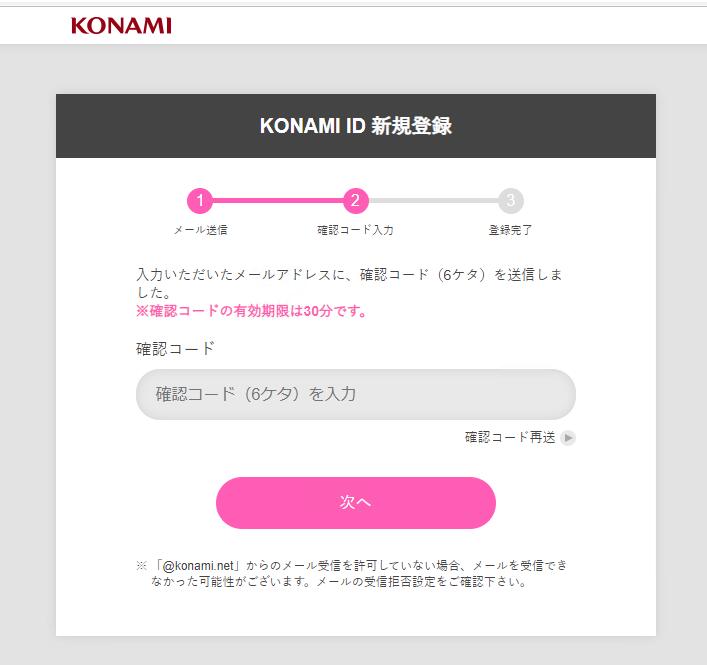 KONAMI
KONAMI ID 新規登録
1 2 3
メール送信 確認コード入力 登録完了
入力いただいたメールアドレスに、確認コード（6ケタ）を送信しま
した。
※確認コードの有効期限は30分です。
確認コード
確認コード（6ケタ）を入力
確認コード再送
次へ
※ 「@konami.net」からのメール受信を許可していない場合、メールを受信でき
なかった可能性がございます。メールの受信拒否設定をご確認下さい。